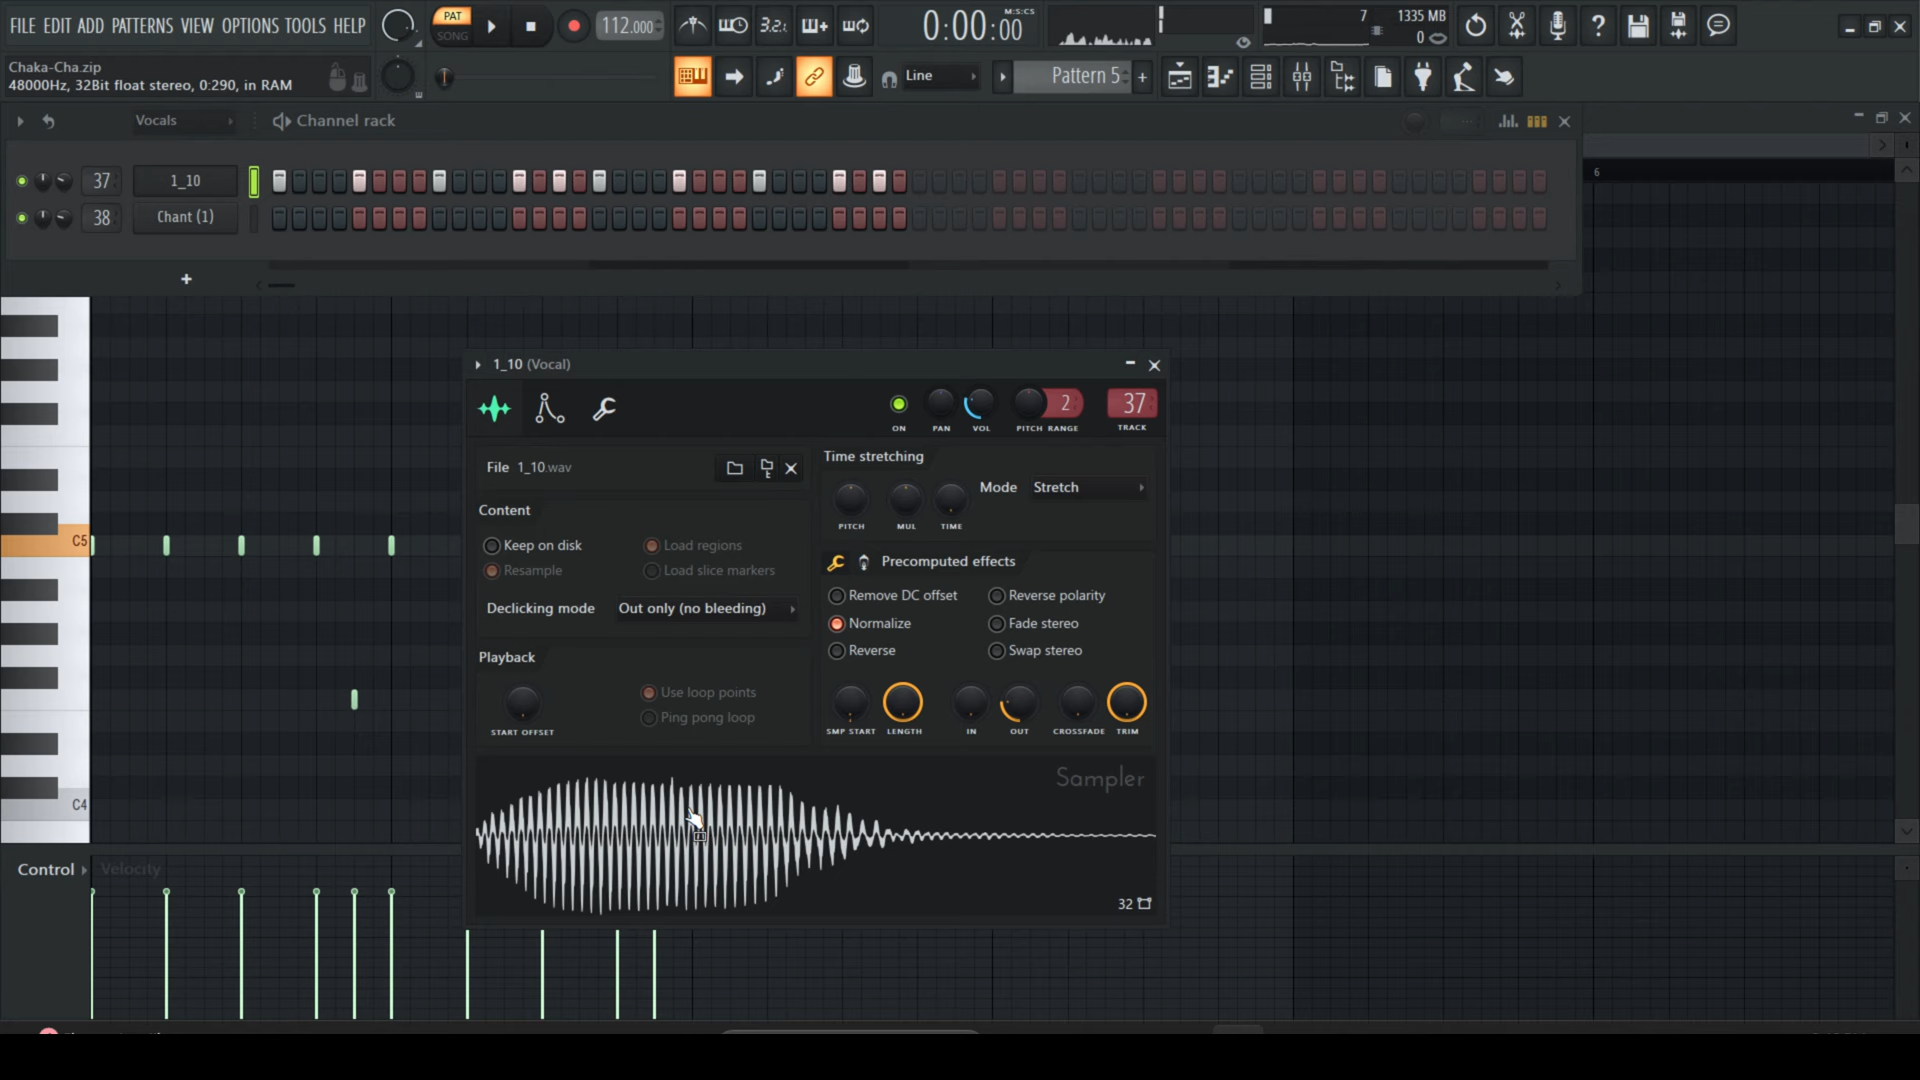 FILE EDIT ADD PATTERNS VIEW OPTIONS TOOLS HELP
PAT
SONG
112.000
3.2.
0:00:00
M:S:CS
7
1335 MB
0
Chaka-Cha.zip
48000Hz, 32Bit float stereo, 0:290, in RAM
Line
Pattern 5
Vocals
Channel rack
37
1_10
38
Chant (1)
6
1_10 (Vocal)
ON
PAN
VOL
PITCH
RANGE
2
37
TRACK
File 1_10.wav
Content
Keep on disk
Load regions
Resample
Load slice markers
Declicking mode
Out only (no bleeding)
Playback
START OFFSET
Use loop points
Ping pong loop
Time stretching
PITCH
MUL
TIME
Mode
Stretch
Precomputed effects
Remove DC offset
Reverse polarity
Normalize
Fade stereo
Reverse
Swap stereo
SMP START
LENGTH
IN
OUT
CROSSFADE
TRIM
Sampler
32
C5
C4
Control
Velocity